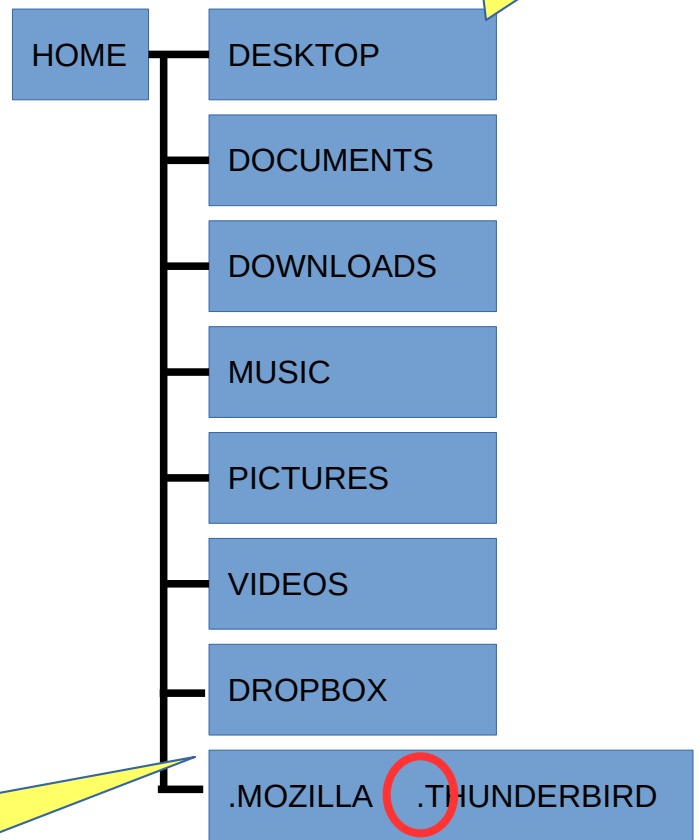 HOME
DESKTOP
DOCUMENTS
DOWNLOADS
MUSIC
PICTURES
VIDEOS
DROPBOX
.MOZILLA .THUNDERBIRD